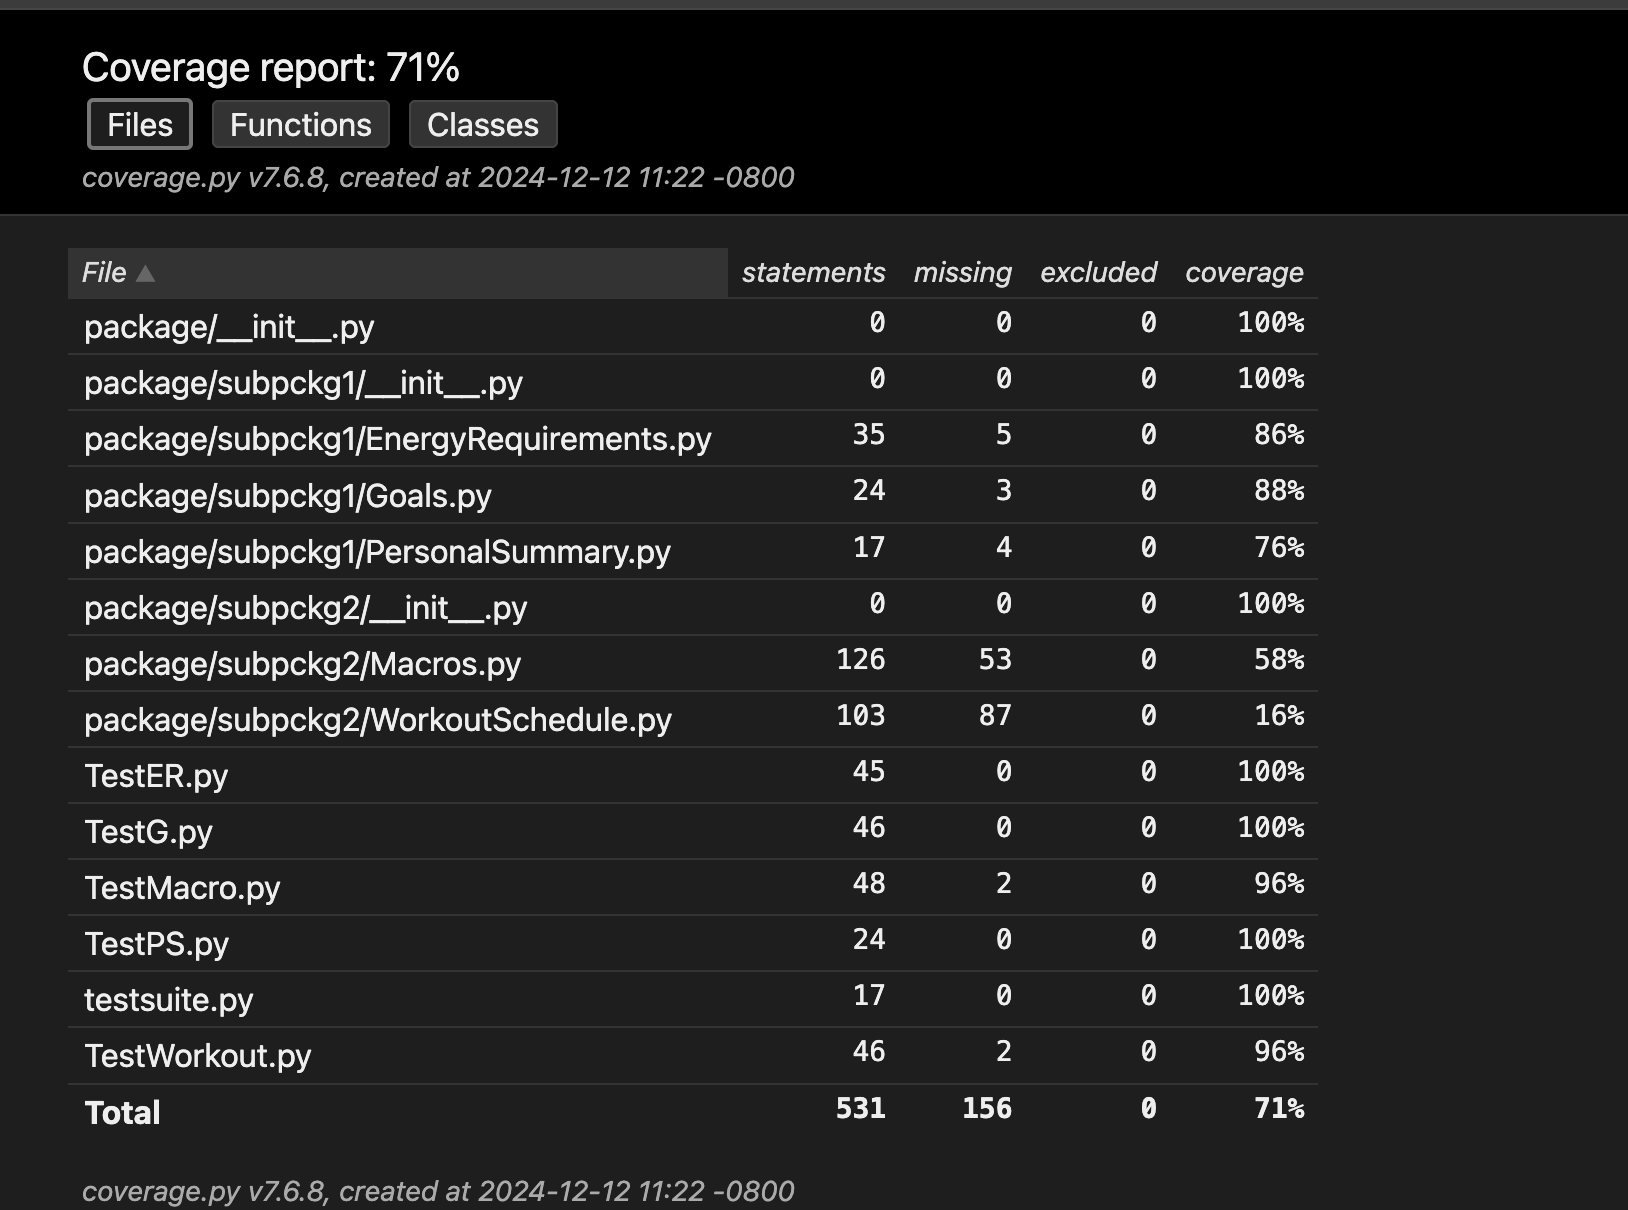 Coverage report: 71%
Files Functions Classes
coverage.py v7.6.8, created at 2024-12-12 11:22 -0800
File ▲ statements missing excluded coverage
package/__init__.py 0 0 0 100%
package/subpckg1/__init__.py 0 0 0 100%
package/subpckg1/EnergyRequirements.py 35 5 0 86%
package/subpckg1/Goals.py 24 3 0 88%
package/subpckg1/PersonalSummary.py 17 4 0 76%
package/subpckg2/__init__.py 0 0 0 100%
package/subpckg2/Macros.py 126 53 0 58%
package/subpckg2/WorkoutSchedule.py 103 87 0 16%
TestER.py 45 0 0 100%
TestG.py 46 0 0 100%
TestMacro.py 48 2 0 96%
TestPS.py 24 0 0 100%
testsuite.py 17 0 0 100%
TestWorkout.py 46 2 0 96%
Total 531 156 0 71%
coverage.py v7.6.8, created at 2024-12-12 11:22 -0800